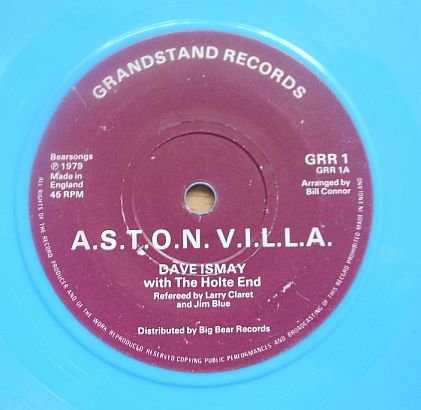 GRANDSTAND RECORDS
Bearsongs
℗ 1979
Made in
England
45 RPM
GRR 1
GRR 1A
Arranged by
Bill Connor
A.S.T.O.N. V.I.L.L.A.
DAVE ISMAY
with The Holte End
Refereed by Larry Claret
and Jim Blue
Distributed by Big Bear Records
ALL RIGHTS OF THE RECORD PRODUCER AND OF THE WORK REPRODUCED RESERVED COPYING PUBLIC PERFORMANCES AND BROADCASTING OF THIS RECORD PROHIBITED MADE IN ENGLAND